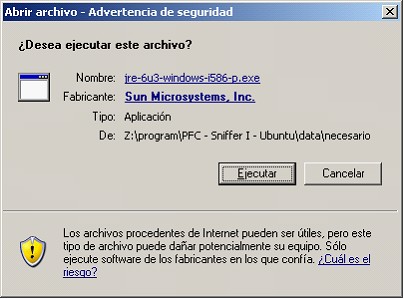 Abrir archivo - Advertencia de seguridad
¿Desea ejecutar este archivo?
Nombre: jre-6u3-windows-i586-p.exe
Fabricante: Sun Microsystems, Inc.
Tipo: Aplicación
De: Z:\program\PFC - Sniffer I - Ubuntu\data\necesario
Ejecutar Cancelar
Los archivos procedentes de Internet pueden ser útiles, pero este
tipo de archivo puede dañar potencialmente su equipo. Sólo
ejecute software de los fabricantes en los que confía. ¿Cuál es el
riesgo?